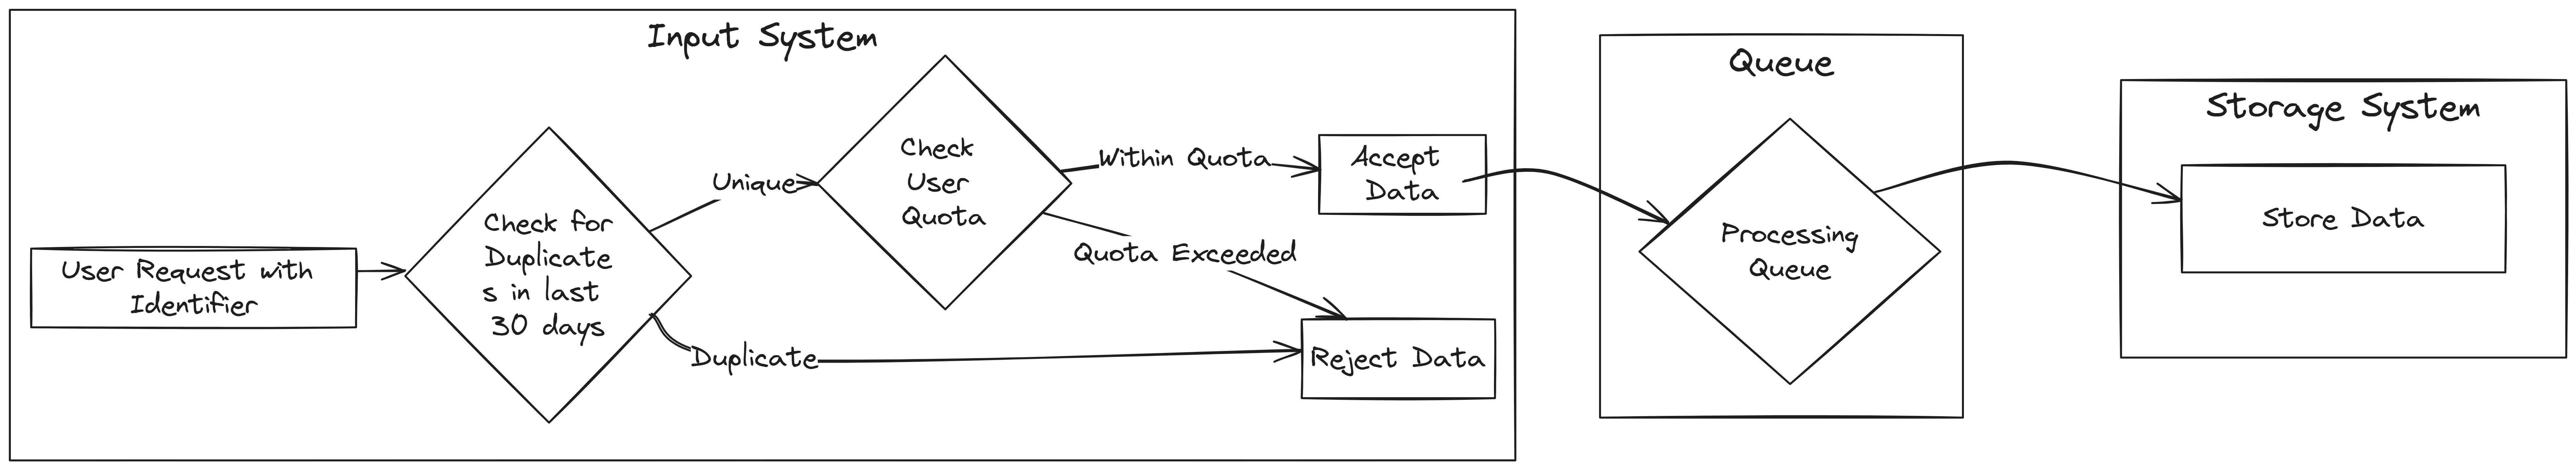 Input System
User Request with
Identifier
Check for
Duplicate
s in last
30 days
Unique
Duplicate
Check
User
Quota
Within Quota
Quota Exceeded
Accept
Data
Reject Data
Queue
Processing
Queue
Storage System
Store Data